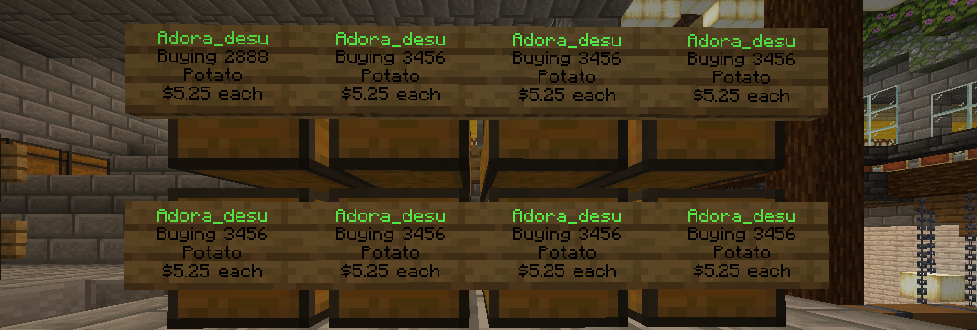 Adora_desu
Buying 2888
Potato
$5.25 each
Adora_desu
Buying 3456
Potato
$5.25 each
Adora_desu
Buying 3456
Potato
$5.25 each
Adora_desu
Buying 3456
Potato
$5.25 each
Adora_desu
Buying 3456
Potato
$5.25 each
Adora_desu
Buying 3456
Potato
$5.25 each
Adora_desu
Buying 3456
Potato
$5.25 each
Adora_desu
Buying 3456
Potato
$5.25 each